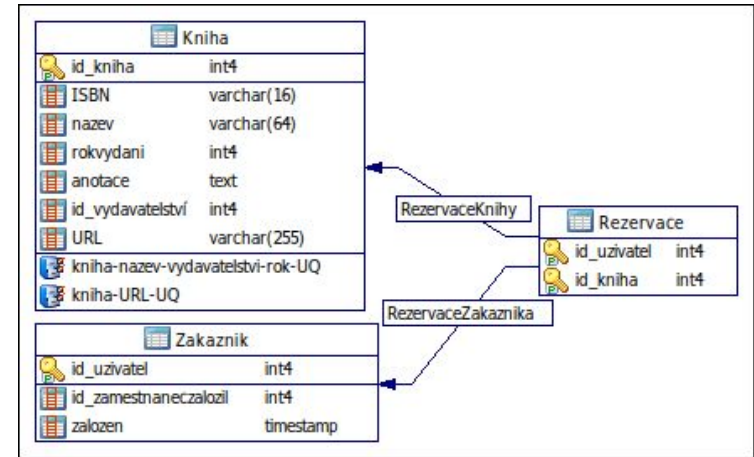 Kniha
id_kniha int4
ISBN varchar(16)
nazev varchar(64)
rokvydani int4
anotace text
id_vydavatelství int4
URL varchar(255)
kniha-nazev-vydavatelstvi-rok-UQ
kniha-URL-UQ
RezervaceKnihy
Rezervace
id_uzivatel int4
id_kniha int4
RezervaceZakaznika
Zakaznik
id_uzivatel int4
id_zamestnaneczalozil int4
zalozen timestamp